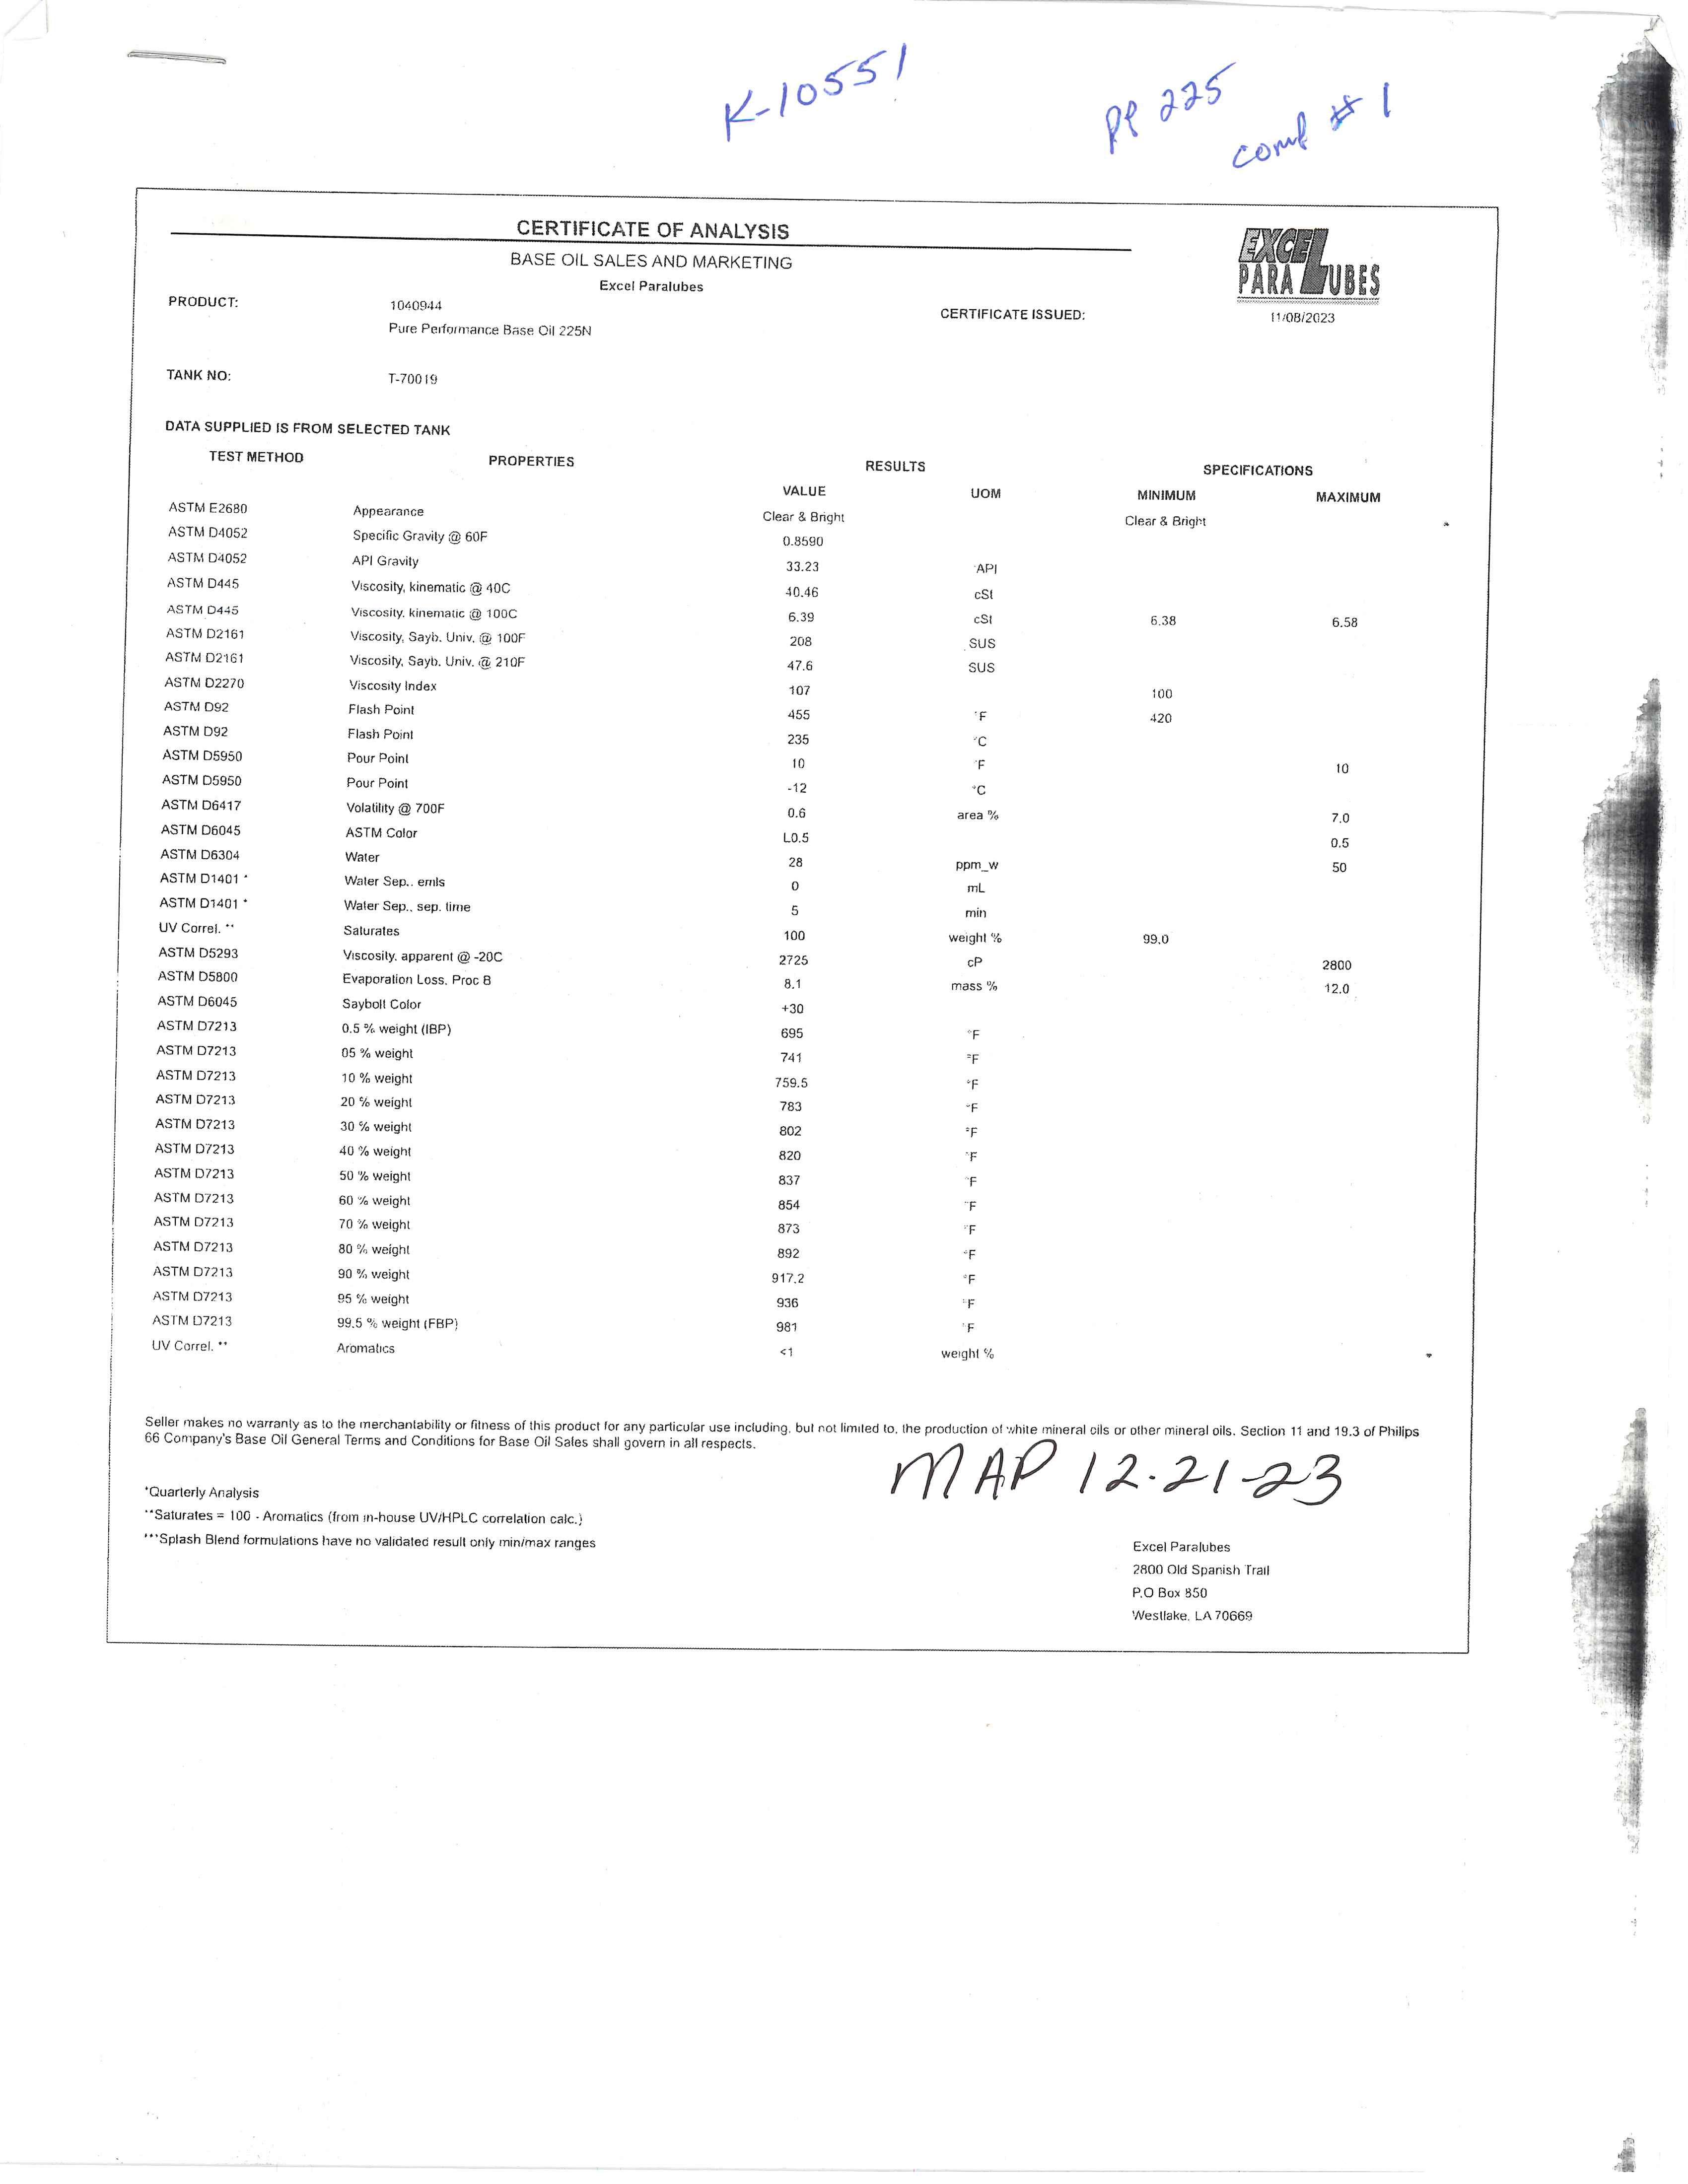 K-10551
PP 225
comp # 1
CERTIFICATE OF ANALYSIS
BASE OIL SALES AND MARKETING
Excel Paralubes
EXCEL
PARALUBES
PRODUCT: 1040944
Pure Performance Base Oil 225N
CERTIFICATE ISSUED: 11/08/2023
TANK NO: T-70019
DATA SUPPLIED IS FROM SELECTED TANK
TEST METHOD PROPERTIES RESULTS SPECIFICATIONS
VALUE UOM MINIMUM MAXIMUM
ASTM E2680 Appearance Clear & Bright Clear & Bright
ASTM D4052 Specific Gravity @ 60F 0.8590
ASTM D4052 API Gravity 33.23 °API
ASTM D445 Viscosity, kinematic @ 40C 40.46 cSt
ASTM D445 Viscosity, kinematic @ 100C 6.39 cSt 6.38 6.58
ASTM D2161 Viscosity, Sayb. Univ. @ 100F 208 SUS
ASTM D2161 Viscosity, Sayb. Univ. @ 210F 47.6 SUS
ASTM D2270 Viscosity Index 107 100
ASTM D92 Flash Point 455 °F 420
ASTM D92 Flash Point 235 °C
ASTM D5950 Pour Point 10 °F 10
ASTM D5950 Pour Point -12 °C
ASTM D6417 Volatility @ 700F 0.6 area % 7.0
ASTM D6045 ASTM Color L0.5 0.5
ASTM D6304 Water 28 ppm_w 50
ASTM D1401 * Water Sep., emls 0 mL
ASTM D1401 * Water Sep., sep. time 5 min
UV Correl. ** Saturates 100 weight % 99.0
ASTM D5293 Viscosity, apparent @ -20C 2725 cP 2800
ASTM D5800 Evaporation Loss, Proc B 8.1 mass % 12.0
ASTM D6045 Saybolt Color +30
ASTM D7213 0.5 % weight (IBP) 695 °F
ASTM D7213 05 % weight 741 °F
ASTM D7213 10 % weight 759.5 °F
ASTM D7213 20 % weight 783 °F
ASTM D7213 30 % weight 802 °F
ASTM D7213 40 % weight 820 °F
ASTM D7213 50 % weight 837 °F
ASTM D7213 60 % weight 854 °F
ASTM D7213 70 % weight 873 °F
ASTM D7213 80 % weight 892 °F
ASTM D7213 90 % weight 917.2 °F
ASTM D7213 95 % weight 936 °F
ASTM D7213 99.5 % weight (FBP) 981 °F
UV Correl. ** Aromatics <1 weight %
Seller makes no warranty as to the merchantability or fitness of this product for any particular use including, but not limited to, the production of white mineral oils or other mineral oils. Section 11 and 19.3 of Philips
66 Company's Base Oil General Terms and Conditions for Base Oil Sales shall govern in all respects.
MAP 12-21-23
*Quarterly Analysis
**Saturates = 100 - Aromatics (from in-house UV/HPLC correlation calc.)
***Splash Blend formulations have no validated result only min/max ranges
Excel Paralubes
2800 Old Spanish Trail
P.O Box 850
Westlake, LA 70669